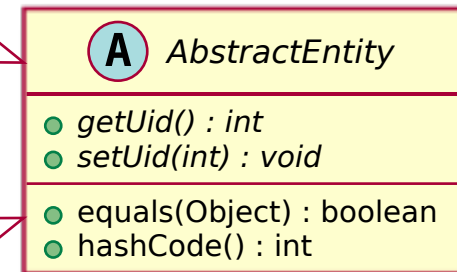 A AbstractEntity
getUid() : int
setUid(int) : void
equals(Object) : boolean
hashCode() : int